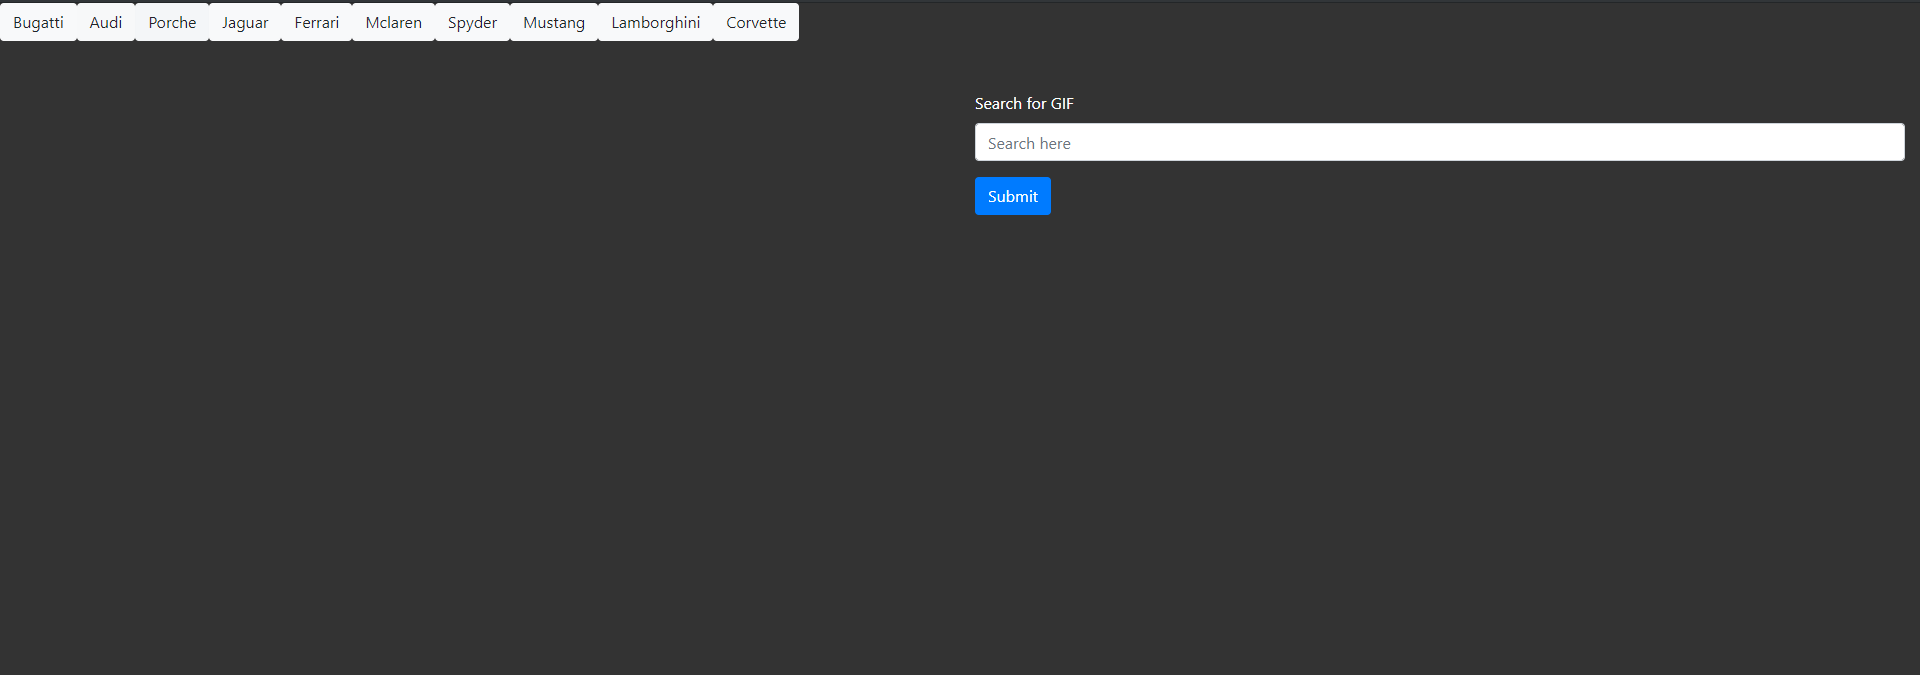 Bugatti Audi Porche Jaguar Ferrari Mclaren Spyder Mustang Lamborghini Corvette
Search for GIF
Search here
Submit